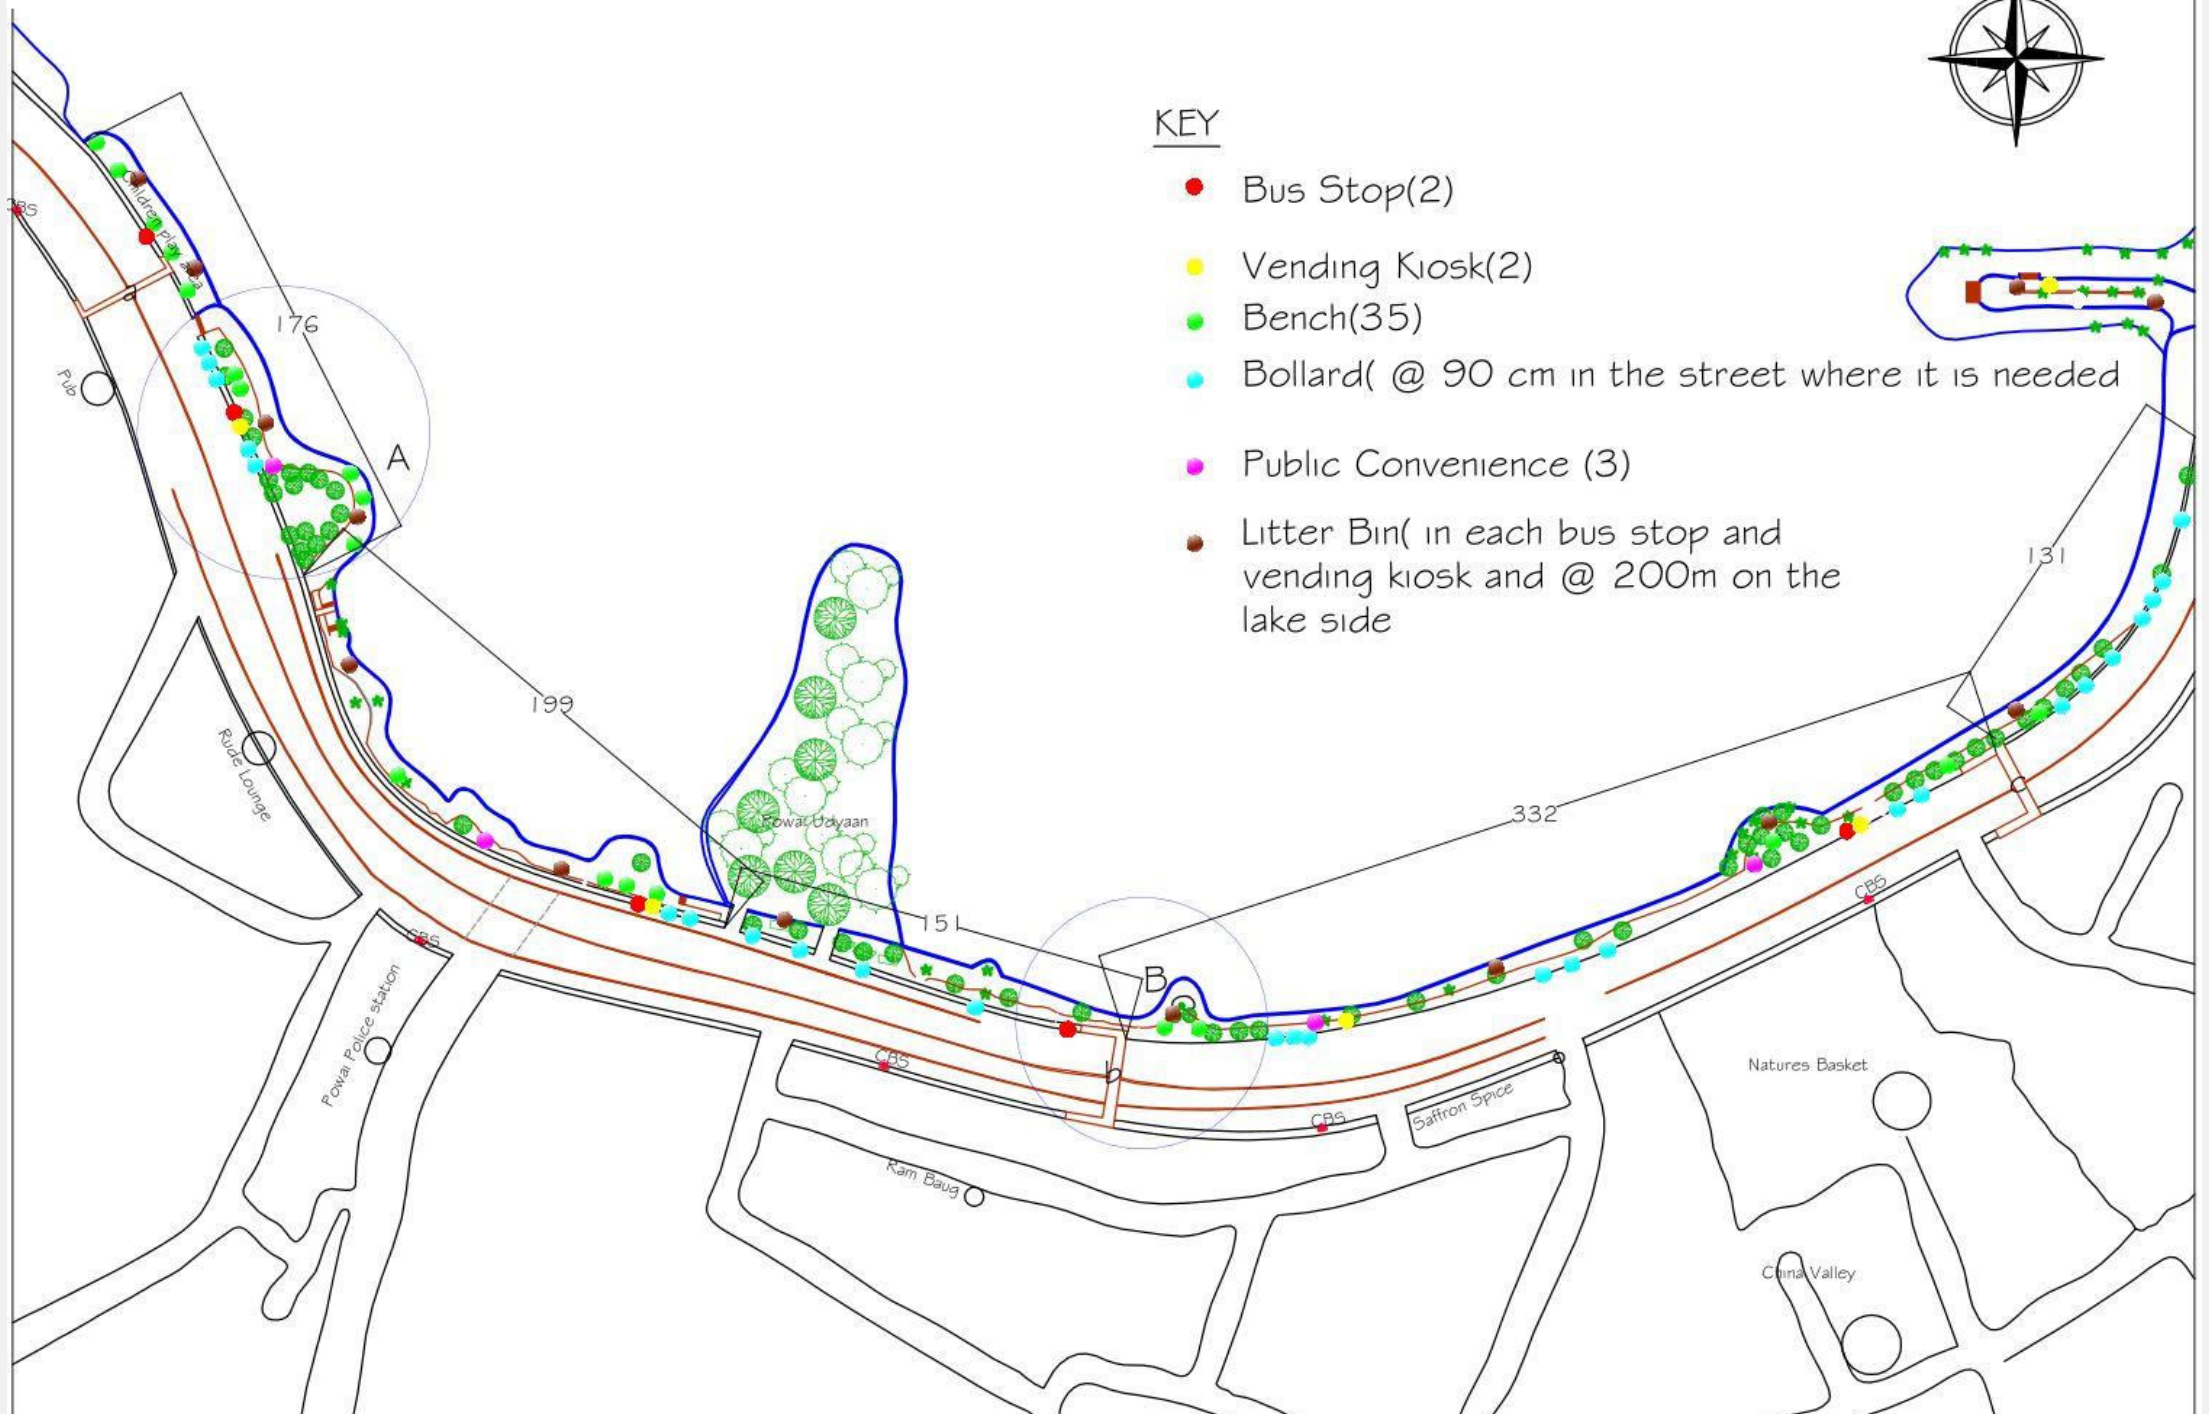 KEY
Bus Stop(2)
Vending Kiosk(2)
Bench(35)
Bollard( @ 90 cm in the street where it is needed
Public Convenience (3)
Litter Bin( in each bus stop and
vending kiosk and @ 200m on the
lake side
Children play area
CBS
a
176
Pub
A
131
199
Rude Lounge
Powai Udyaan
332
c
151
CBS
CBS
B
Powai Police station
CBS
b
Natures Basket
CBS
Saffron Spice
Ram Baug
China Valley